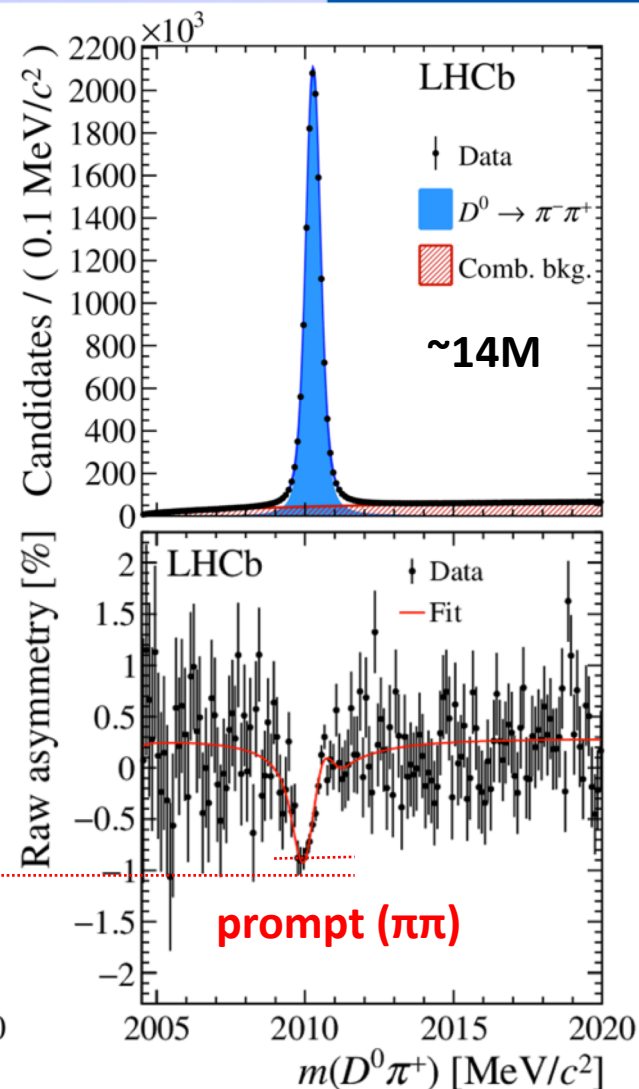 ×10³
2200
2000
1800
1600
1400
1200
1000
800
600
400
200
0
Candidates / ( 0.1 MeV/c² )
LHCb
Data
D⁰ → π⁻π⁺
Comb. bkg.
~14M
2
1.5
1
0.5
0
−0.5
−1
−1.5
−2
Raw asymmetry [%]
LHCb
Data
Fit
prompt (ππ)
0
2005 2010 2015 2020
m(D⁰π⁺) [MeV/c²]